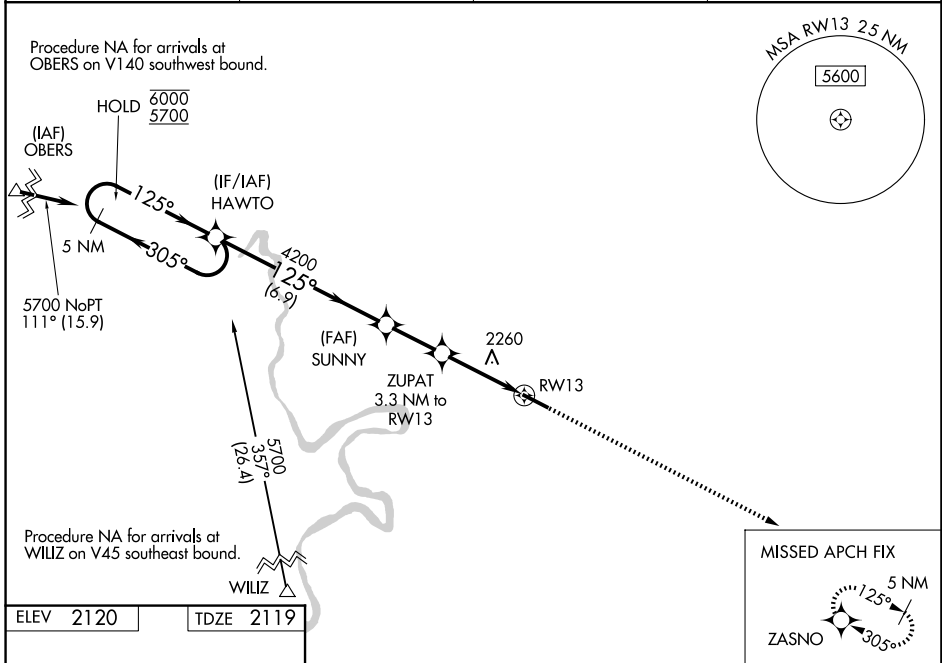 Procedure NA for arrivals at
OBERS on V140 southwest bound.
MSA RW13 25 NM
5600
HOLD 6000
5700
(IAF)
OBERS
125°
(IF/IAF)
HAWTO
5 NM
305°
4200
125°
(6.9)
5700 NoPT
111° (15.9)
(FAF)
SUNNY
2260
ZUPAT
3.3 NM to
RW13
RW13
5700
357°
(26.4)
Procedure NA for arrivals at
WILIZ on V45 southeast bound.
WILIZ
MISSED APCH FIX
5 NM
125°
305°
ZASNO
ELEV 2120
TDZE 2119